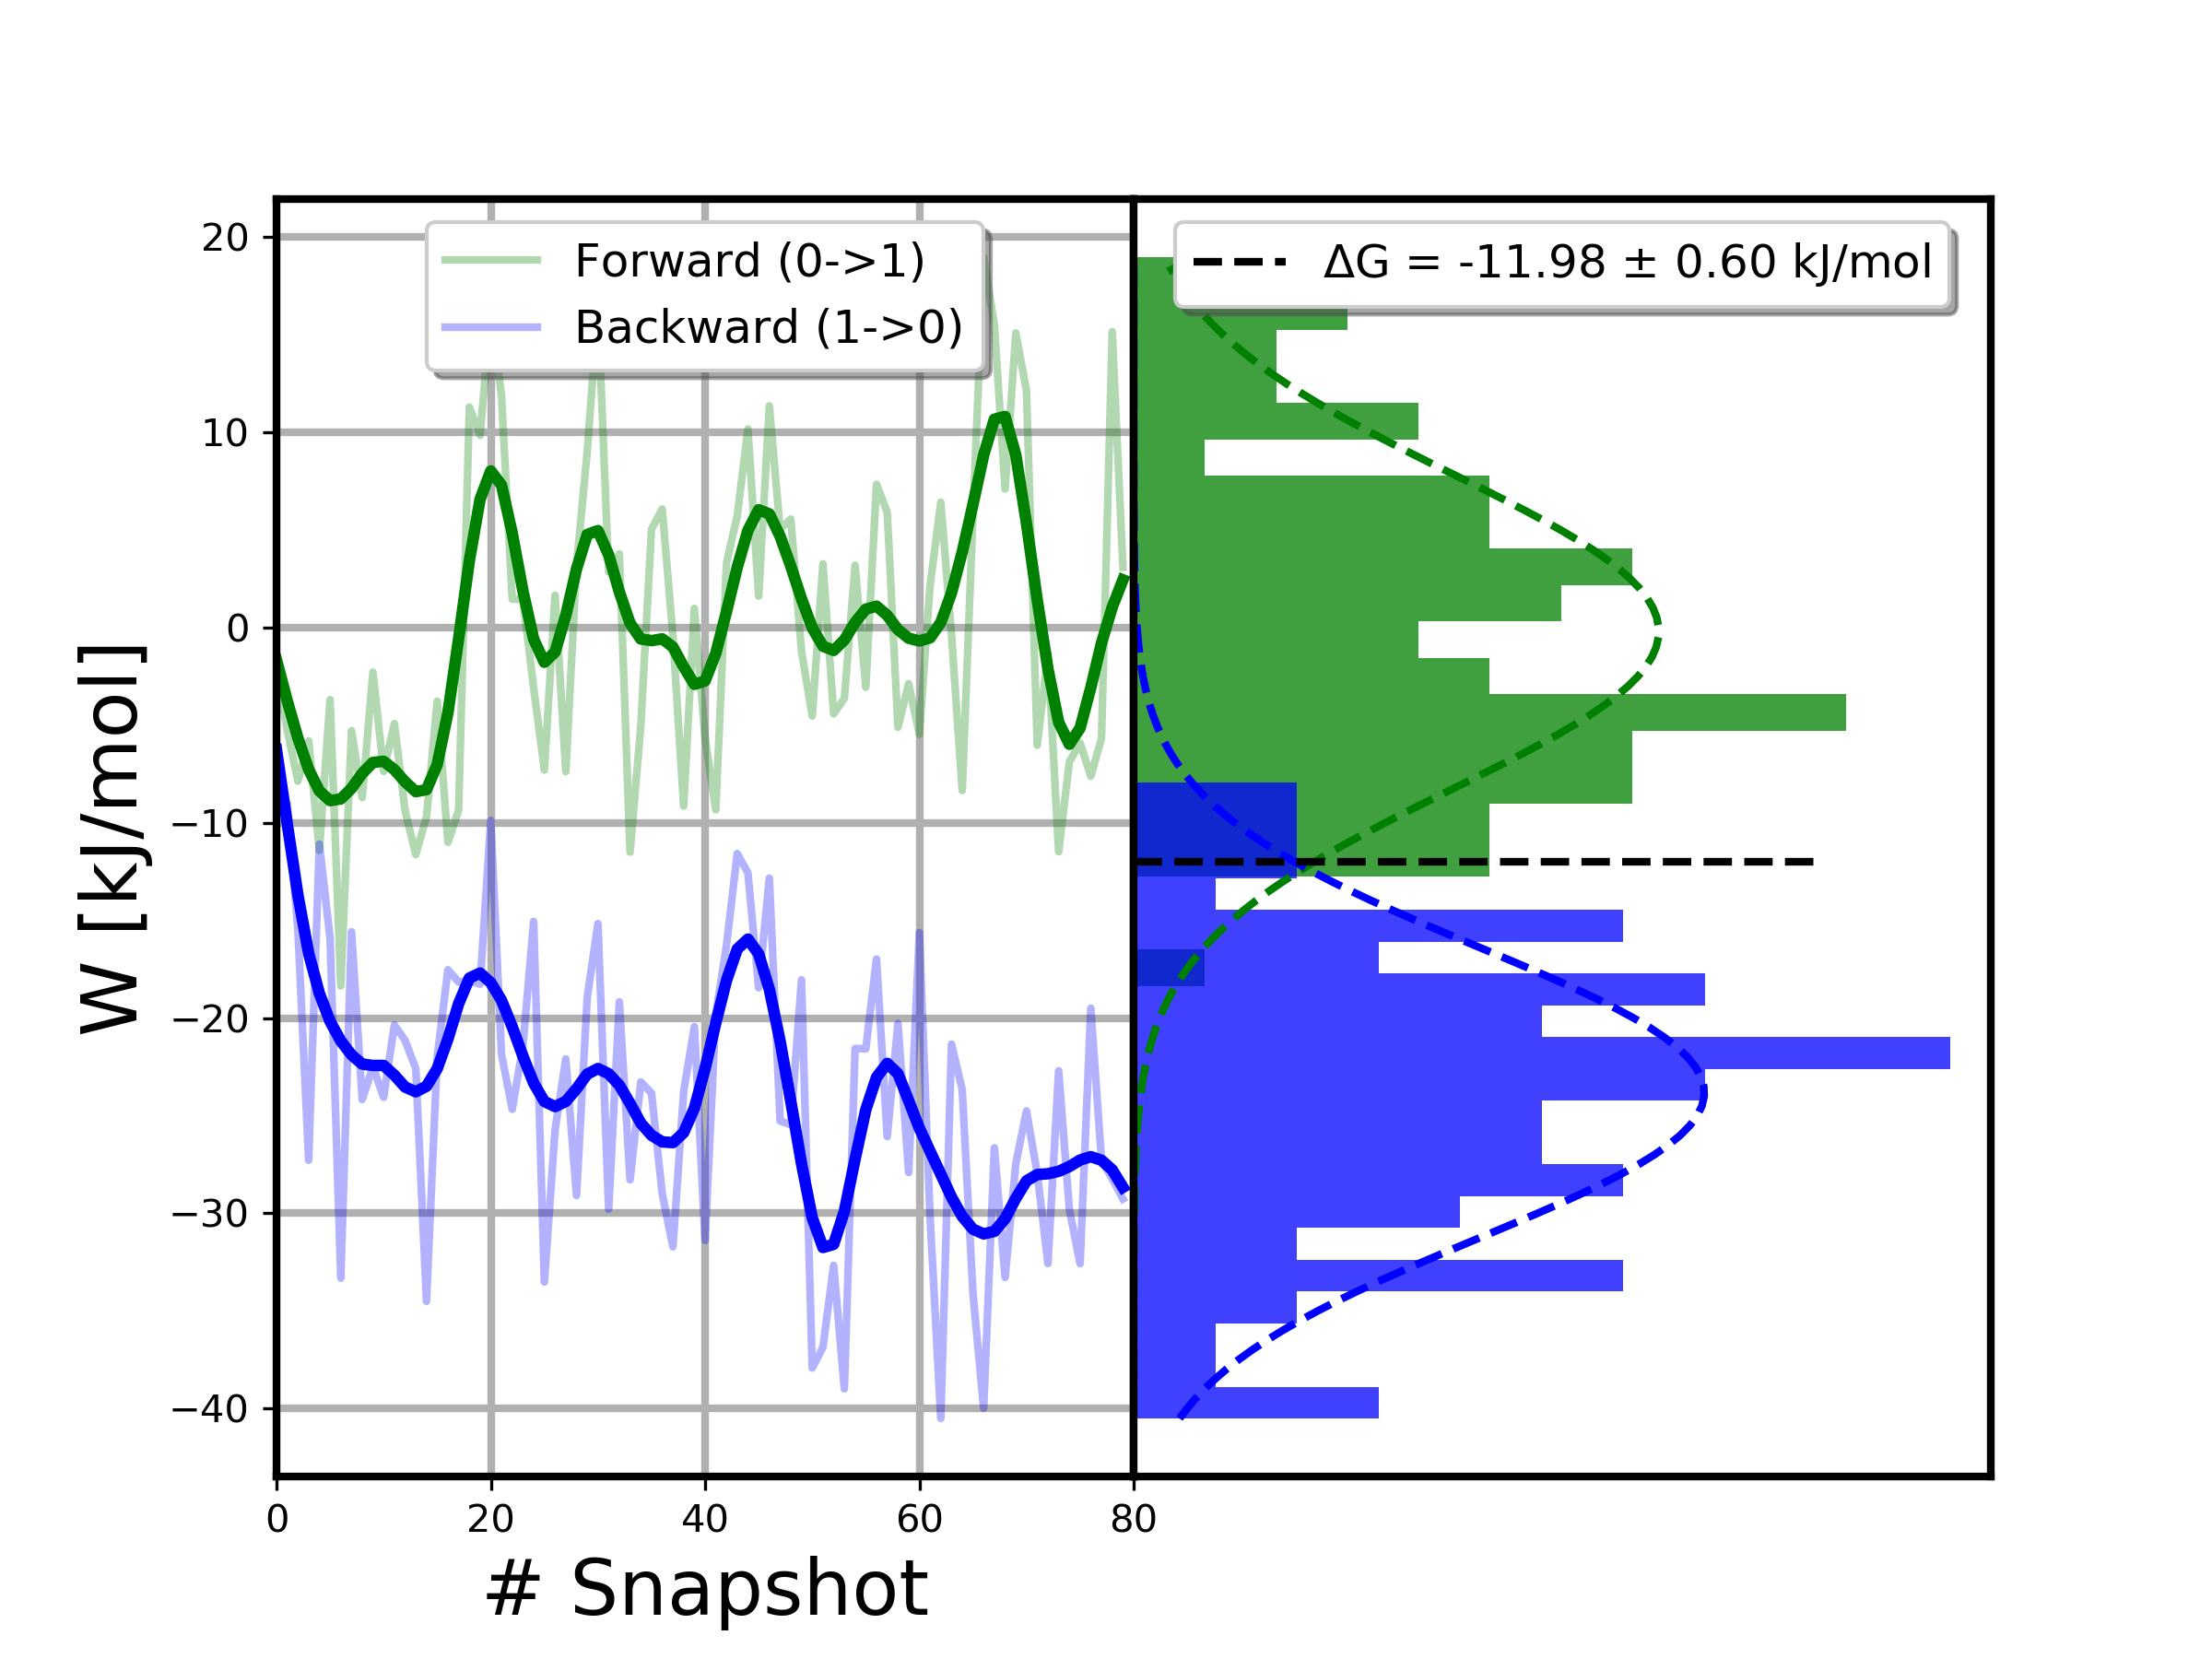 Forward (0->1)
Backward (1->0)
ΔG = -11.98 ± 0.60 kJ/mol
20
10
0
−10
−20
−30
−40
W [kJ/mol]
0 20 40 60 80
# Snapshot